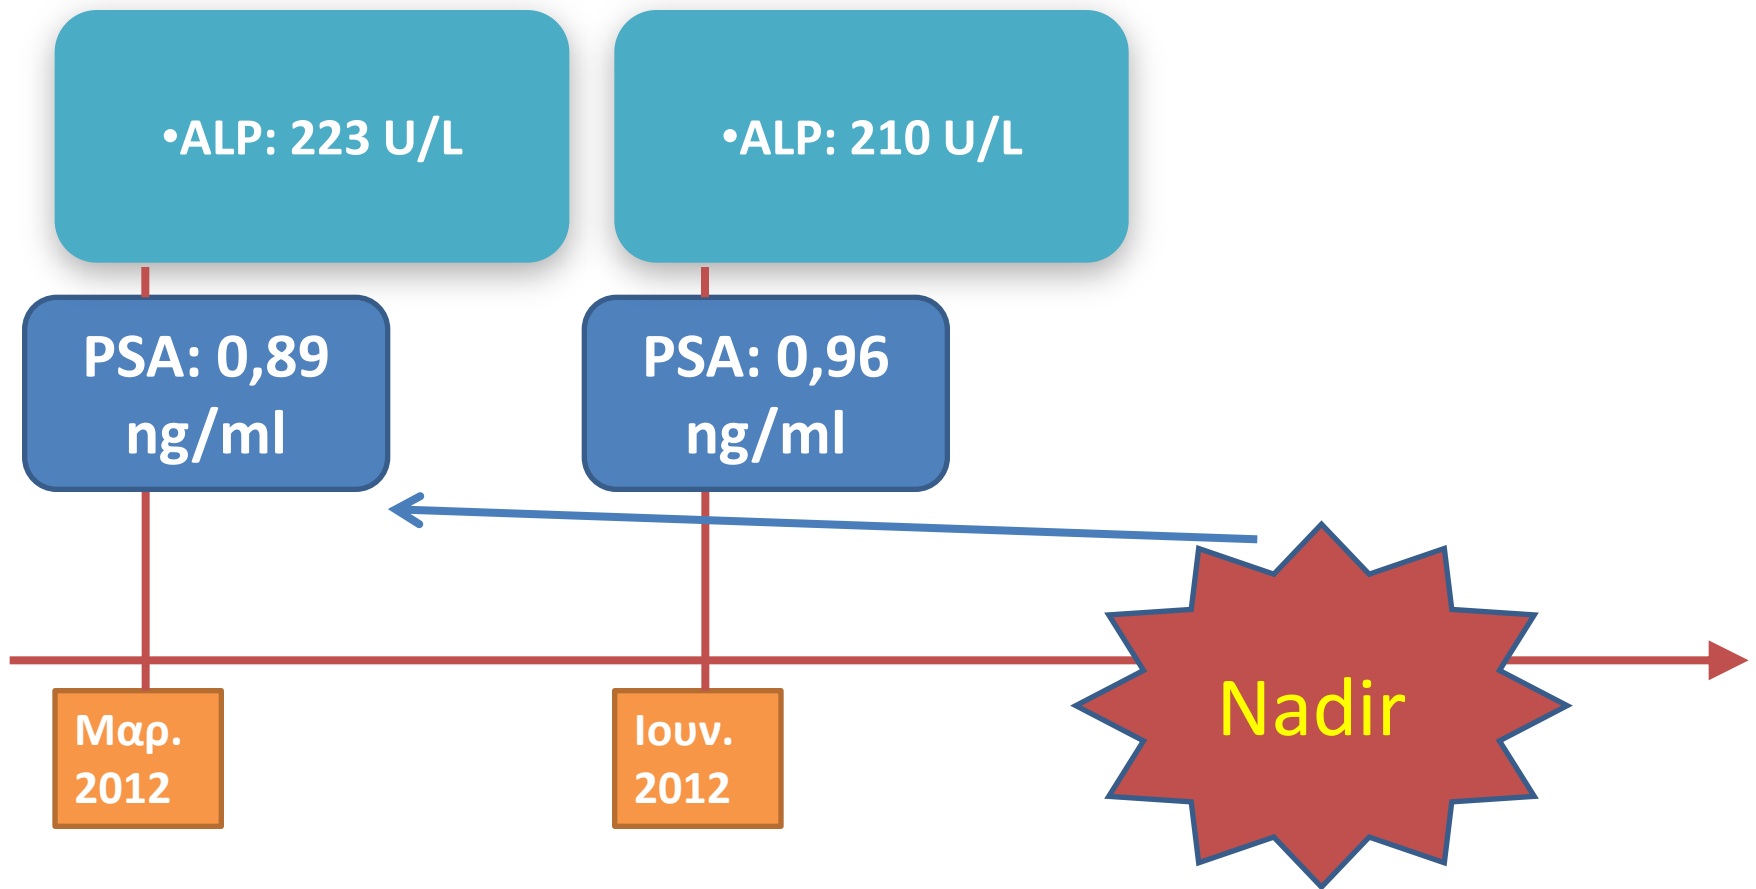 •ALP: 223 U/L
•ALP: 210 U/L
PSA: 0,89
ng/ml
PSA: 0,96
ng/ml
Μαρ.
2012
Ιουν.
2012
Nadir